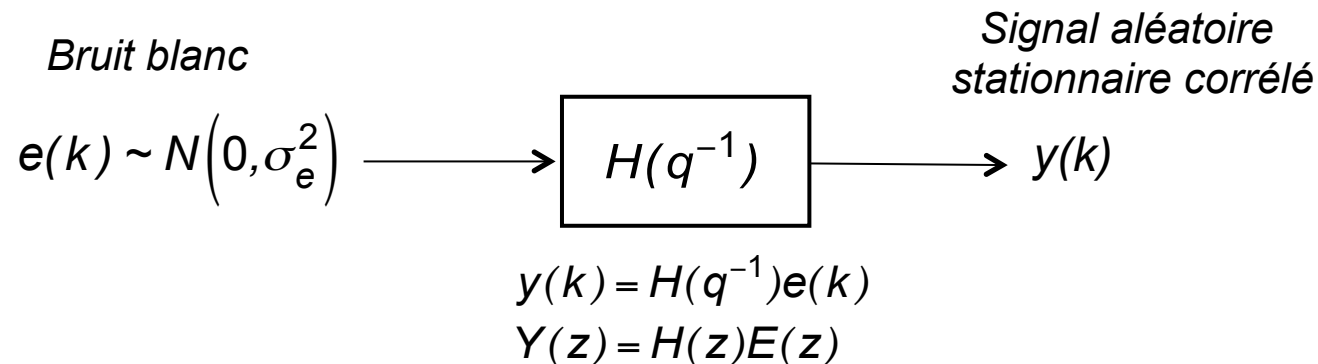 Bruit blanc
Signal aléatoire
stationnaire corrélé
e(k) ~ N(0,σ_e^2)
H(q^{-1})
y(k)
y(k) = H(q^{-1})e(k)
Y(z) = H(z)E(z)